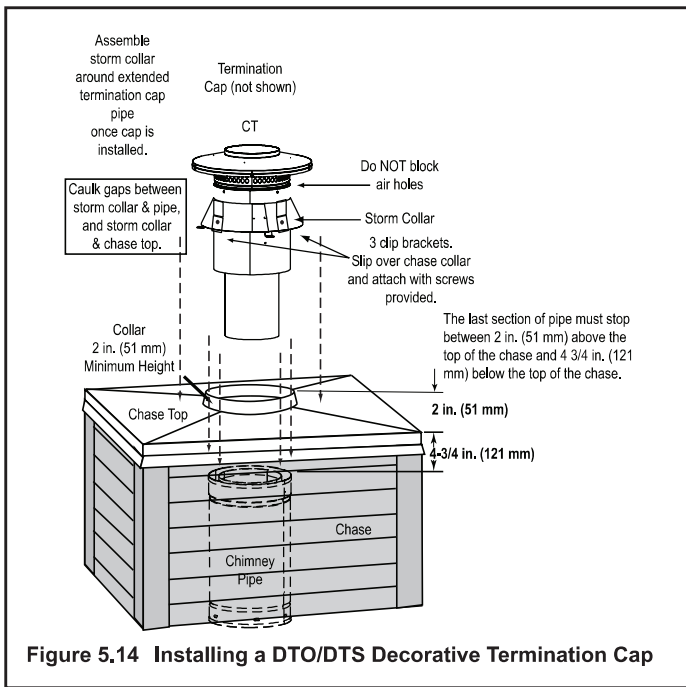 Assemble
storm collar
around extended
termination cap
pipe
once cap is
installed.
Termination
Cap (not shown)
CT
Do NOT block
air holes
Caulk gaps between
storm collar & pipe,
and storm collar
& chase top.
Storm Collar
3 clip brackets.
Slip over chase collar
and attach with screws
provided.
Collar
2 in. (51 mm)
Minimum Height
The last section of pipe must stop
between 2 in. (51 mm) above the
top of the chase and 4 3/4 in. (121
mm) below the top of the chase.
Chase Top
2 in. (51 mm)
4-3/4 in. (121 mm)
Chase
Chimney
Pipe
Figure 5.14 Installing a DTO/DTS Decorative Termination Cap